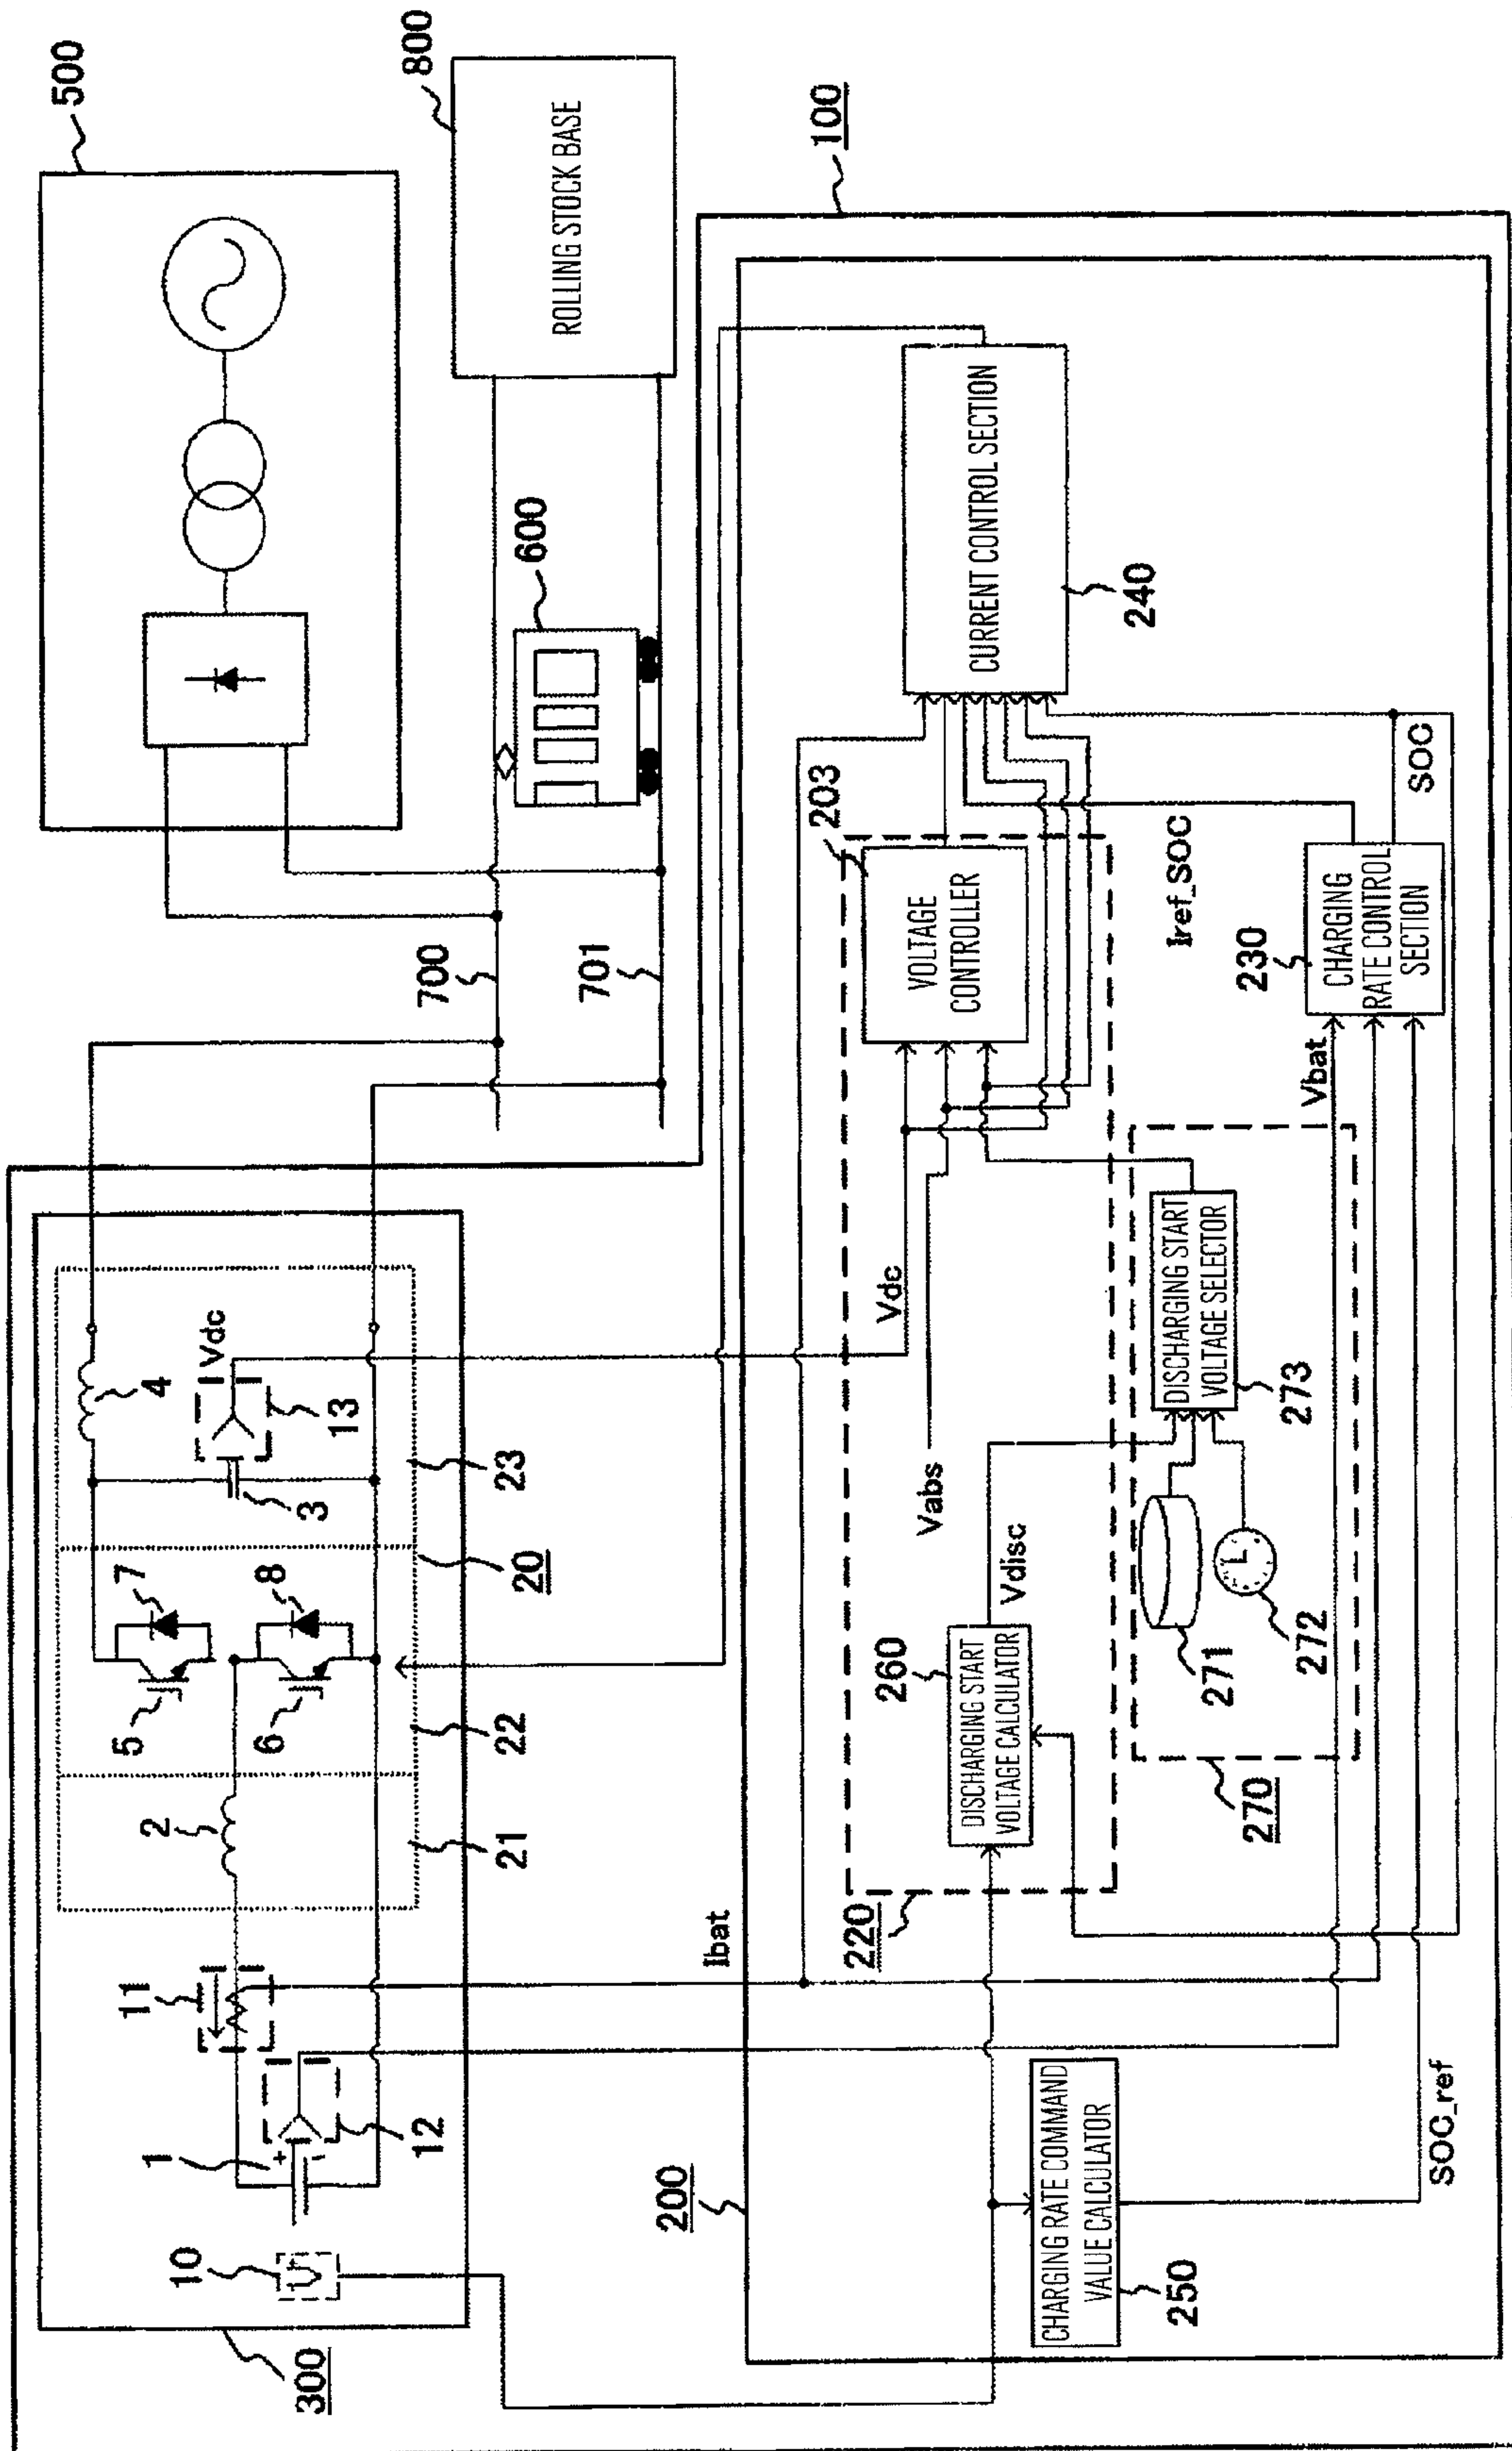 500
800
ROLLING STOCK BASE
100
600
700
701
300
10
1
12
11
2
21
5
7
6
8
22
20
3
4
13
Vdc
23
Ibat
200
220
260
DISCHARGING START
VOLTAGE CALCULATOR
Vdisc
Vabs
Vdc
203
VOLTAGE
CONTROLLER
CURRENT CONTROL SECTION
240
270
271
272
273
DISCHARGING START
VOLTAGE SELECTOR
Iref_SOC
230
CHARGING
RATE CONTROL
SECTION
Vbat
SOC
SOC_ref
CHARGING RATE COMMAND
VALUE CALCULATOR
250
+
-